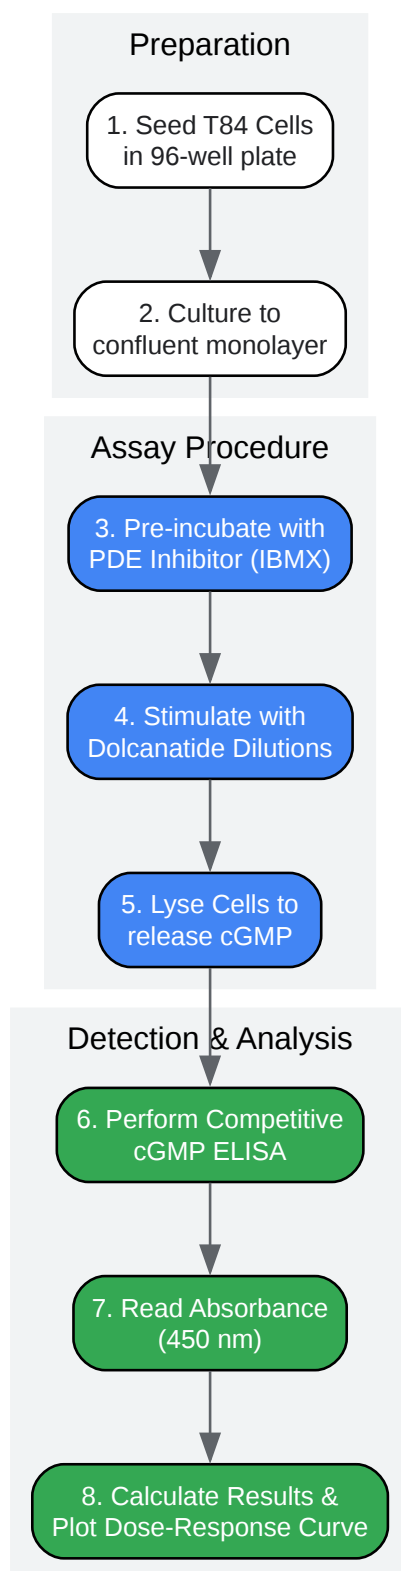 Preparation
1. Seed T84 Cells
in 96-well plate
2. Culture to
confluent monolayer
Assay Procedure
3. Pre-incubate with
PDE Inhibitor (IBMX)
4. Stimulate with
Dolcanatide Dilutions
5. Lyse Cells to
release cGMP
Detection & Analysis
6. Perform Competitive
cGMP ELISA
7. Read Absorbance
(450 nm)
8. Calculate Results &
Plot Dose-Response Curve